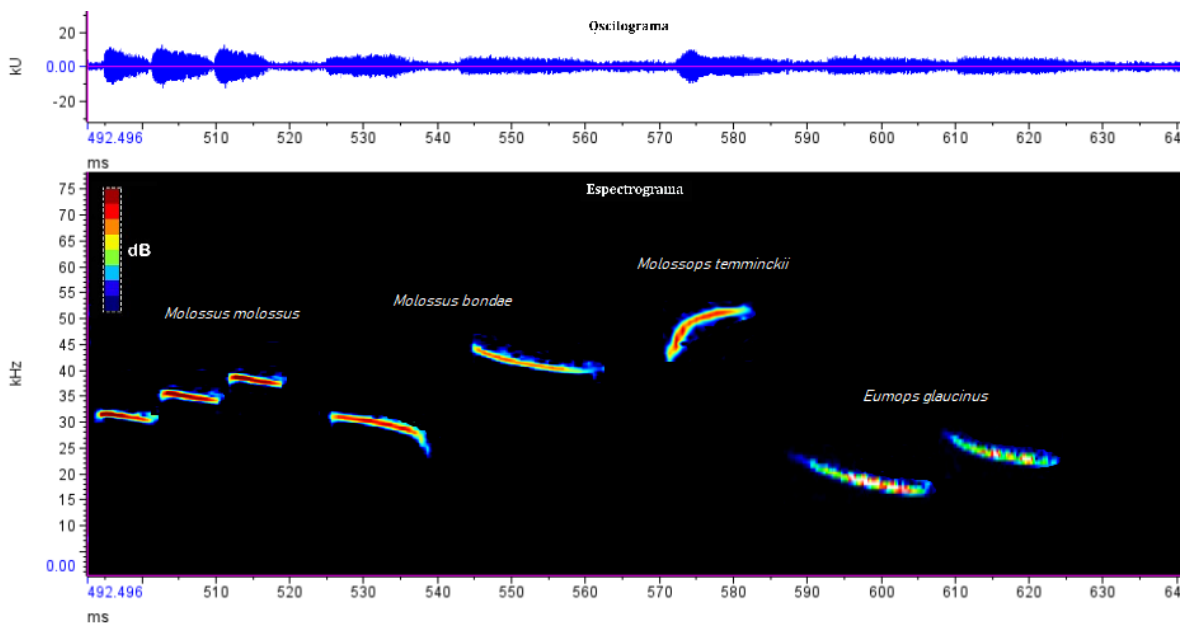 Oscilograma
20
0.00
-20
kU
492.496 510 520 530 540 550 560 570 580 590 600 610 620 630 64
ms
Espectrograma
75
70
65
60
55
50
45
40
35
30
25
20
15
10
0.00
kHz
dB
Molossops temminckii
Molossus bondae
Molossus molossus
Eumops glaucinus
492.496 510 520 530 540 550 560 570 580 590 600 610 620 630 64
ms